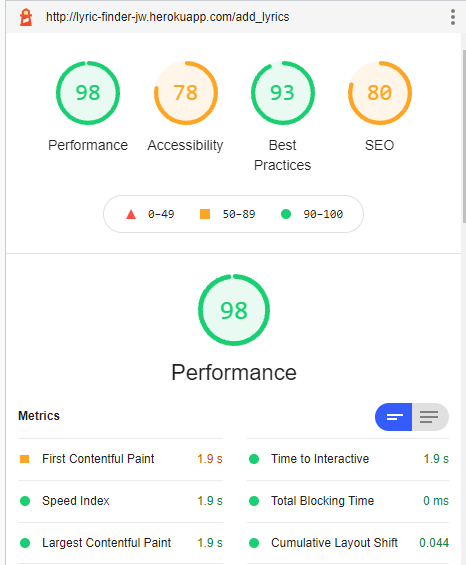 http://lyric-finder-jw.herokuapp.com/add_lyrics
98 78 93 80
Performance Accessibility Best Practices SEO
0–49 50–89 90–100
98
Performance
Metrics
First Contentful Paint 1.9 s
Time to Interactive 1.9 s
Speed Index 1.9 s
Total Blocking Time 0 ms
Largest Contentful Paint 1.9 s
Cumulative Layout Shift 0.044